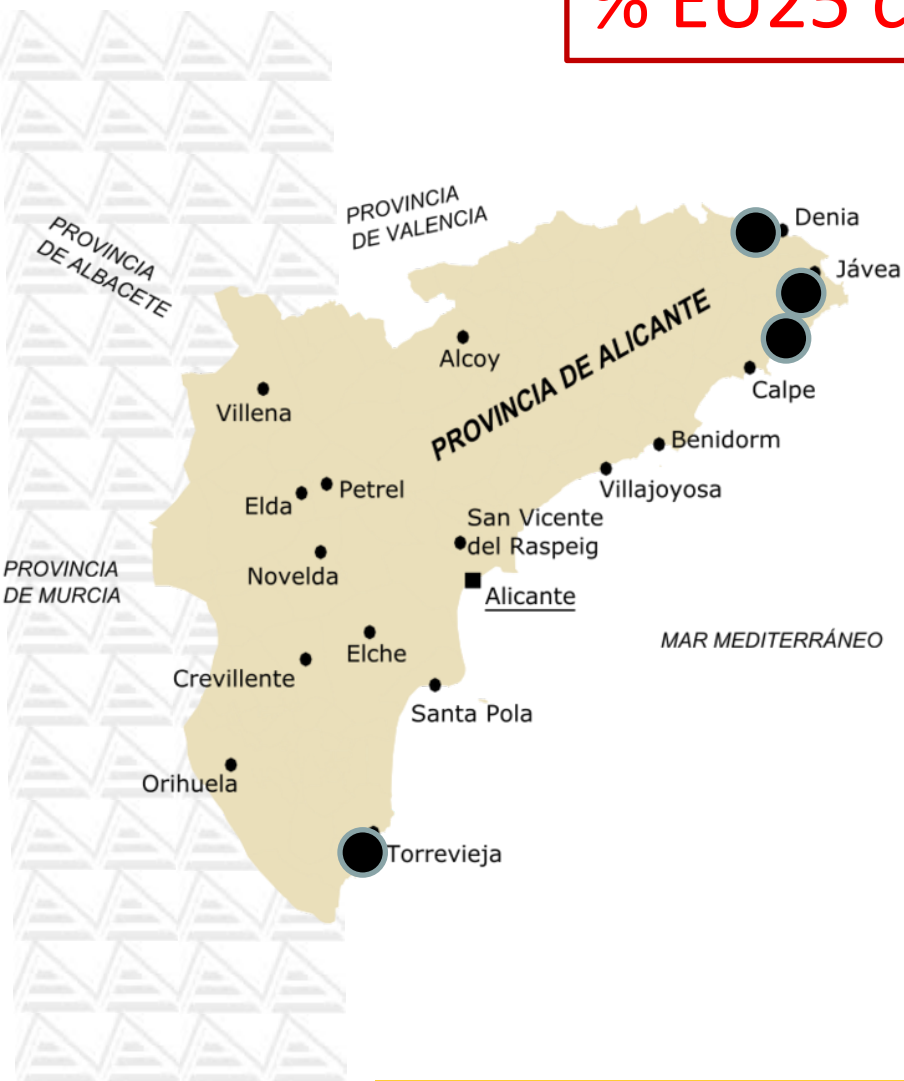 % EU25
PROVINCIA
DE VALENCIA
PROVINCIA
DE ALBACETE
Denia
Jávea
PROVINCIA DE ALICANTE
Alcoy
Calpe
Villena
Benidorm
Petrel
Elda
Villajoyosa
San Vicente
del Raspeig
PROVINCIA
DE MURCIA
Novelda
Alicante
MAR MEDITERRÁNEO
Elche
Crevillente
Santa Pola
Orihuela
Torrevieja